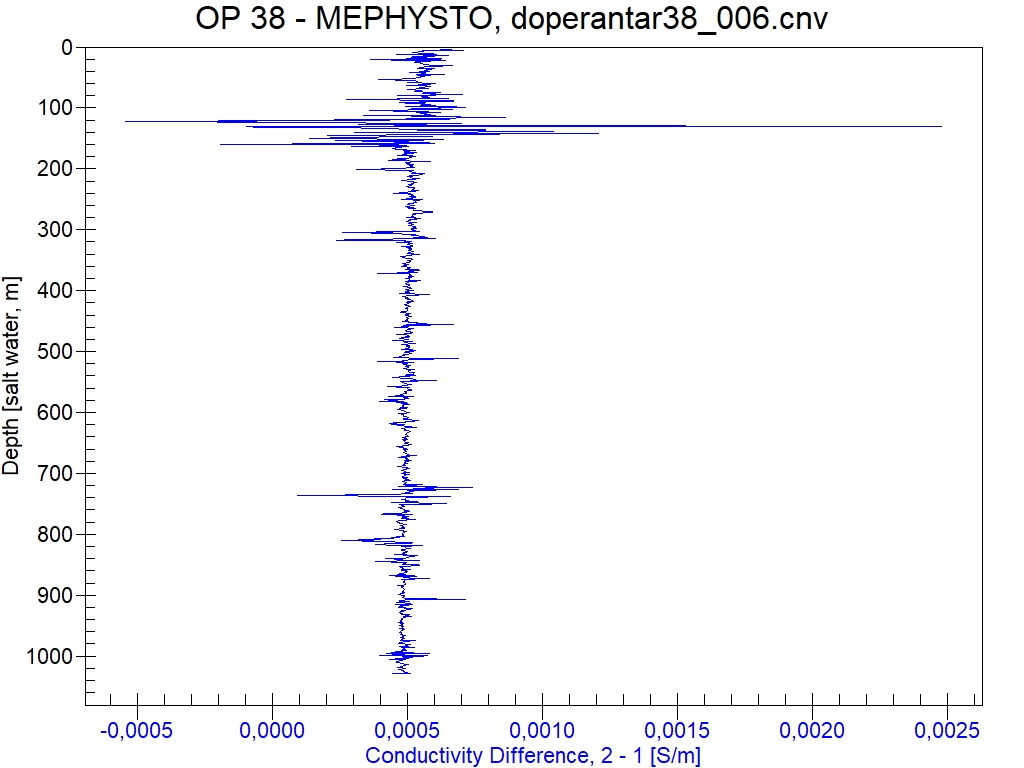 OP 38 - MEPHYSTO, doperantar38_006.cnv
0
100
200
300
400
500
600
700
800
900
1000
Depth [salt water, m]
-0,0005 0,0000 0,0005 0,0010 0,0015 0,0020 0,0025
Conductivity Difference, 2 - 1 [S/m]